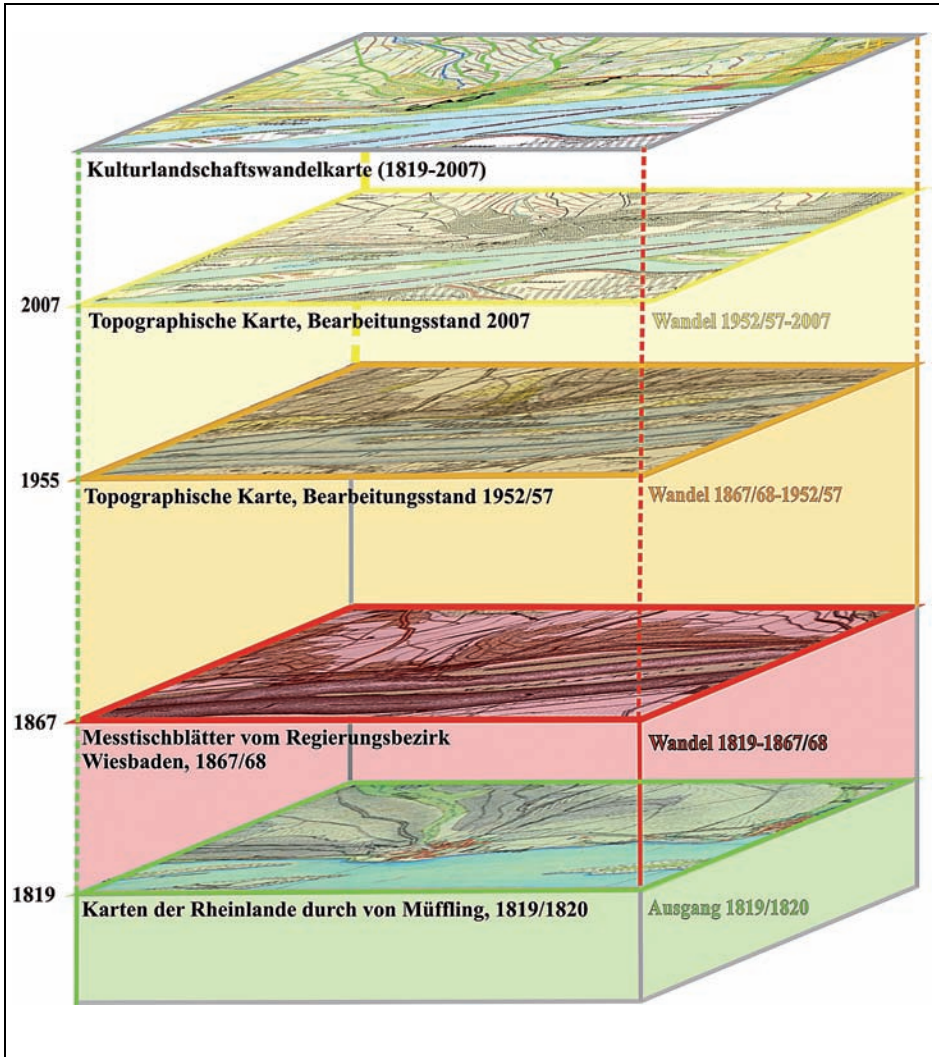 Kulturlandschaftswandelkarte (1819-2007)
2007
Topographische Karte, Bearbeitungsstand 2007
Wandel 1952/57-2007
1955
Topographische Karte, Bearbeitungsstand 1952/57
Wandel 1867/68-1952/57
1867
Messtischblätter vom Regierungsbezirk
Wiesbaden, 1867/68
Wandel 1819-1867/68
1819
Karten der Rheinlande durch von Müffling, 1819/1820
Ausgang 1819/1820